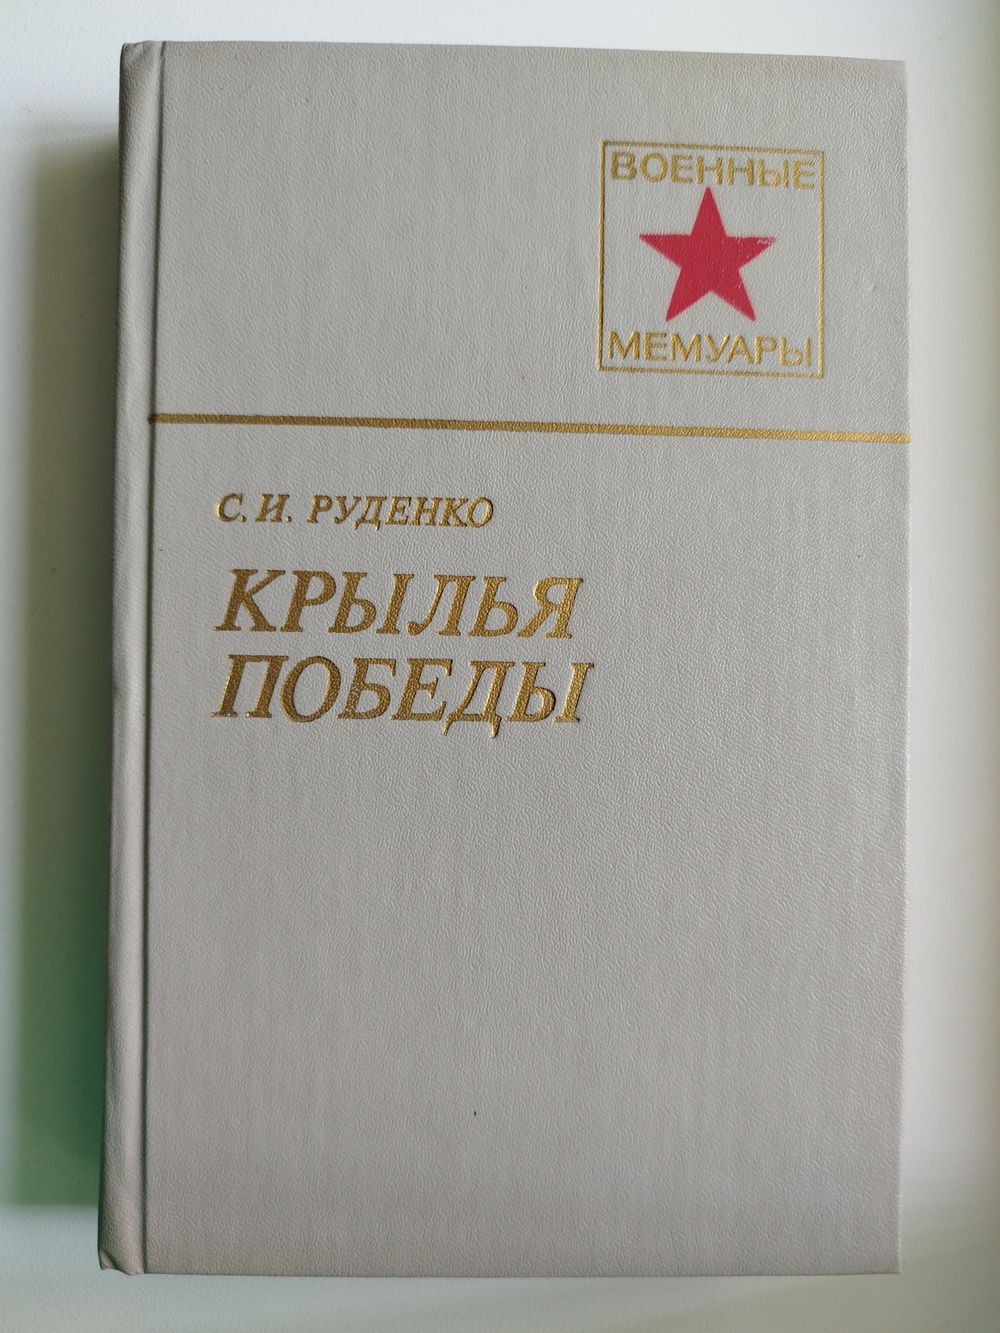 ВОЕННЫЕ
МЕМУАРЫ
С. И. РУДЕНКО
КРЫЛЬЯ
ПОБЕДЫ